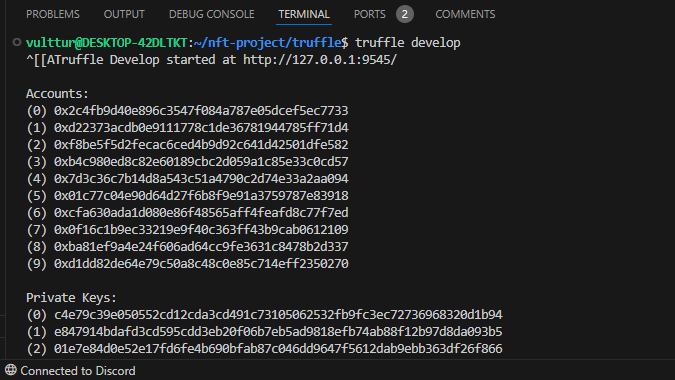 PROBLEMS OUTPUT DEBUG CONSOLE TERMINAL PORTS 2 COMMENTS
vulttur@DESKTOP-42DLTKT:~/nft-project/truffle$ truffle develop
^[[ATruffle Develop started at http://127.0.0.1:9545/
Accounts:
(0) 0x2c4fb9d40e896c3547f084a787e05dcef5ec7733
(1) 0xd22373acdb0e9111778c1de36781944785ff71d4
(2) 0xf8be5f5d2fecac6ced4b9d92c641d42501dfe582
(3) 0xb4c980ed8c82e60189cbc2d059a1c85e33c0cd57
(4) 0x7d3c36c7b14d8a543c51a4790c2d74e33a2aa094
(5) 0x01c77c04e90d64d27f6b8f9e91a3759787e83918
(6) 0xcfa630ada1d080e86f48565aff4feafd8c77f7ed
(7) 0x0f16c1b9ec33219e9f40c363ff43b9cab0612109
(8) 0xba81ef9a4e24f606ad64cc9fe3631c8478b2d337
(9) 0xd1dd82de64e79c50a8c48c0e85c714eff2350270
Private Keys:
(0) c4e79c39e050552cd12cda3cd491c73105062532fb9fc3ec72736968320d1b94
(1) e847914bdafd3cd595cdd3eb20f06b7eb5ad9818efb74ab88f12b97d8da093b5
(2) 01e7e84d0e52e17fd6fe4b690bfab87c046dd9647f5612dab9ebb363df26f866
Connected to Discord